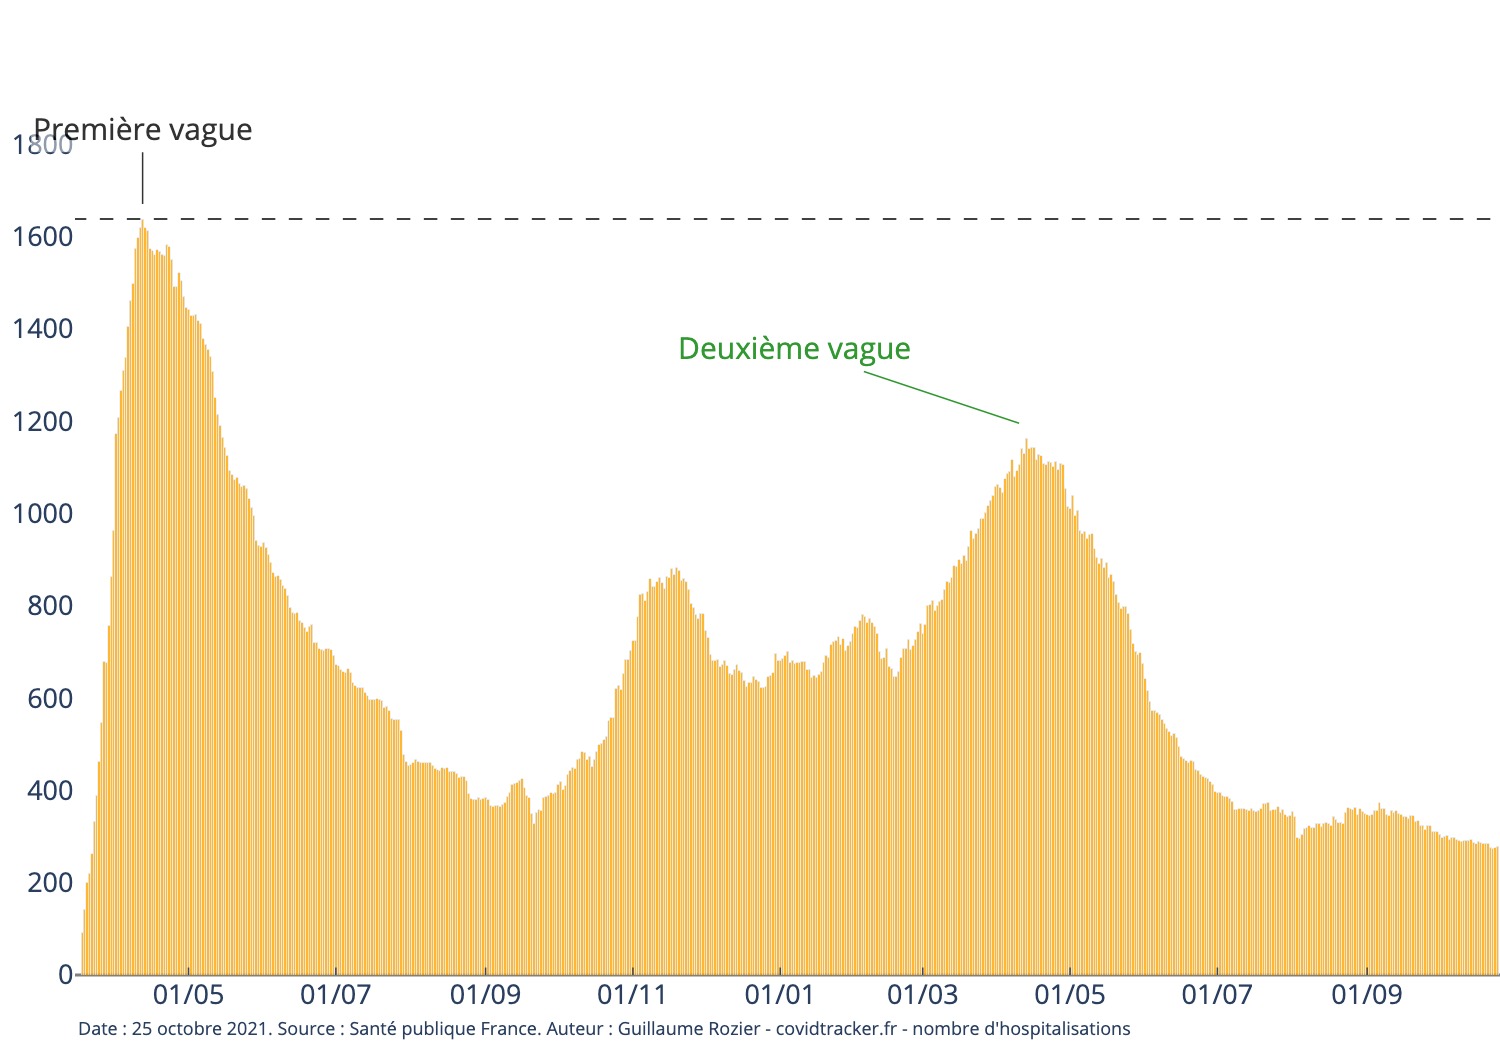 Première vague
1800
1600
1400
Deuxième vague
1200
1000
800
600
400
200
0
01/05 01/07 01/09 01/11 01/01 01/03 01/05 01/07 01/09
Date : 25 octobre 2021. Source : Santé publique France. Auteur : Guillaume Rozier - covidtracker.fr - nombre d'hospitalisations